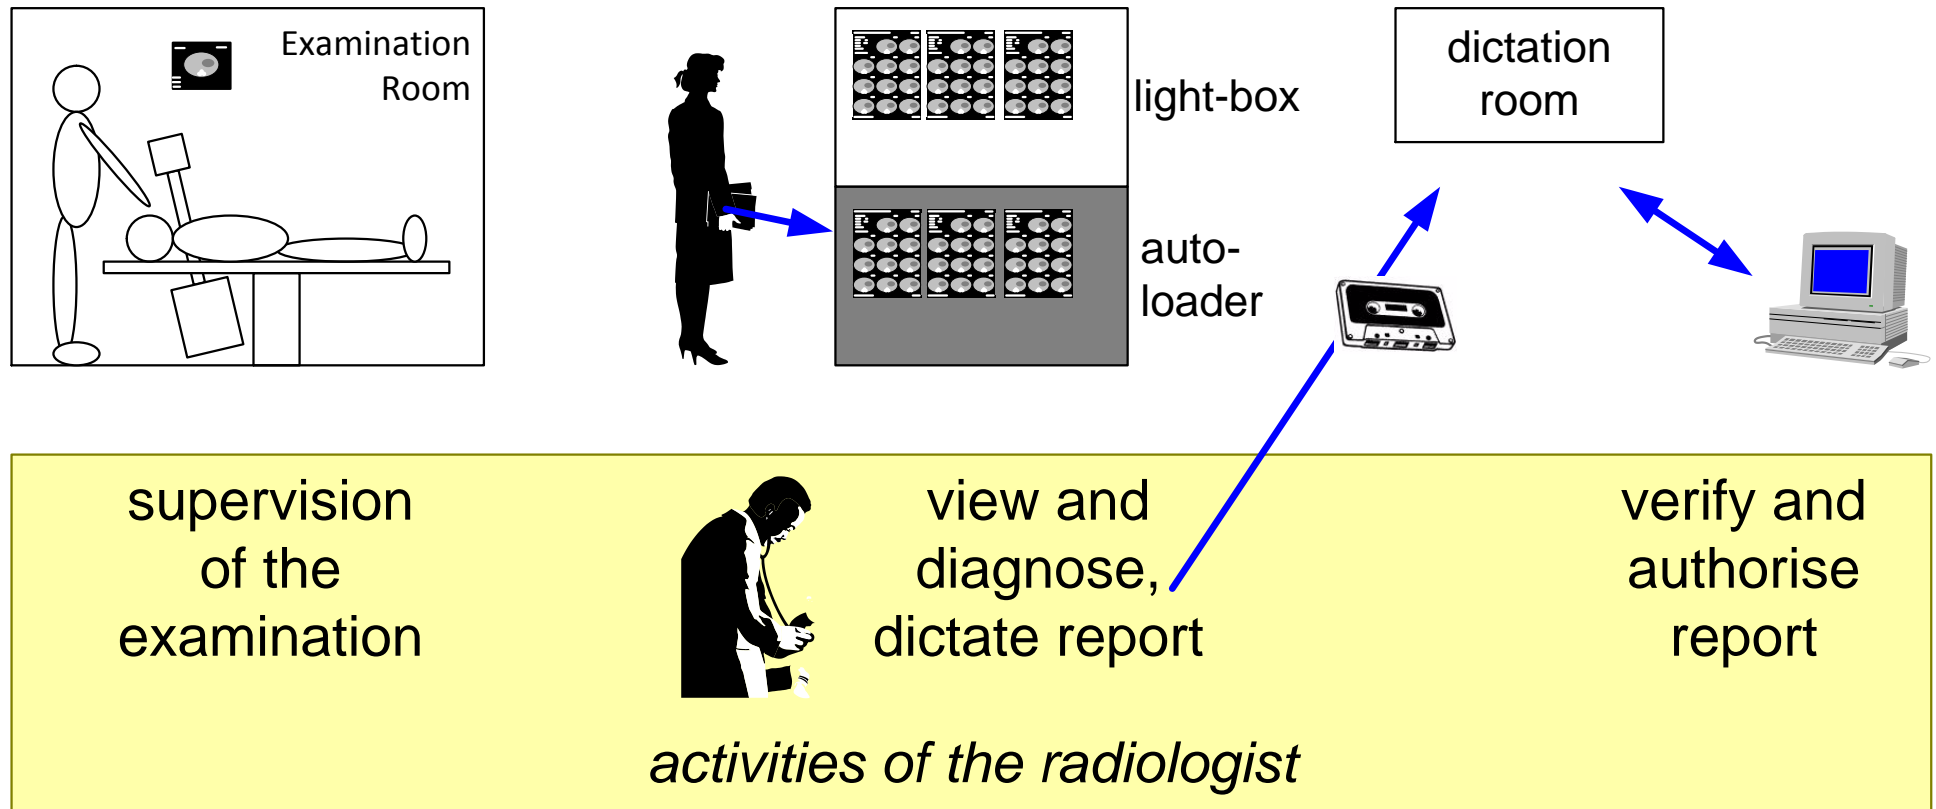 Examination
Room
light-box
auto-
loader
dictation
room
supervision
of the
examination
view and
diagnose,
dictate report
verify and
authorise
report
activities of the radiologist